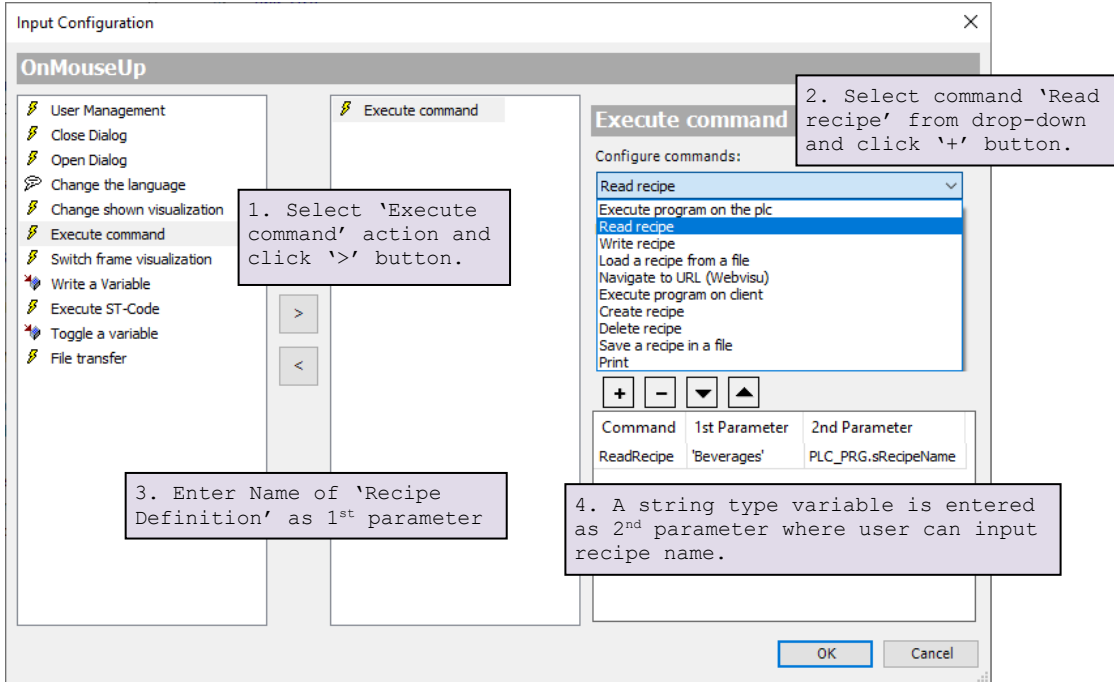 Input Configuration
OnMouseUp
User Management
Close Dialog
Open Dialog
Change the language
Change shown visualization
Execute command
Switch frame visualization
Write a Variable
Execute ST-Code
Toggle a variable
File transfer
1. Select ‘Execute
command’ action and
click ‘>’ button.
>
<
Execute command
Execute command
2. Select command ‘Read
recipe’ from drop-down
and click ‘+’ button.
Configure commands:
Read recipe
Execute program on the plc
Read recipe
Write recipe
Load a recipe from a file
Navigate to URL (Webvisu)
Execute program on client
Create recipe
Delete recipe
Save a recipe in a file
Print
+ −
Command 1st Parameter 2nd Parameter
ReadRecipe 'Beverages' PLC_PRG.sRecipeName
3. Enter Name of ‘Recipe
Definition’ as 1st parameter
4. A string type variable is entered
as 2nd parameter where user can input
recipe name.
OK Cancel